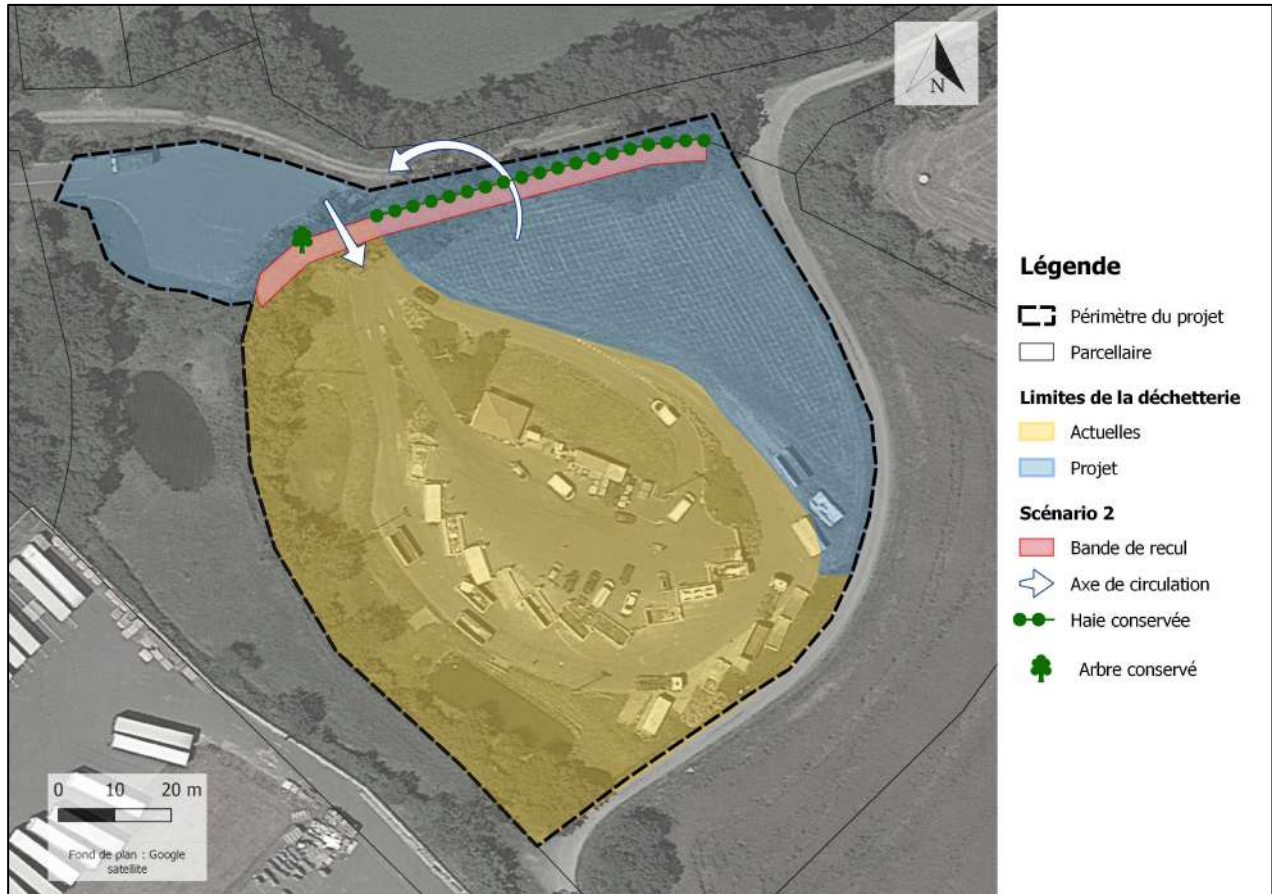 N
Légende
Périmètre du projet
Parcellaire
Limites de la déchetterie
Actuelles
Projet
Scénario 2
Bande de recul
Axe de circulation
Haie conservée
Arbre conservé
0 10 20 m
Fond de plan : Google
satellite